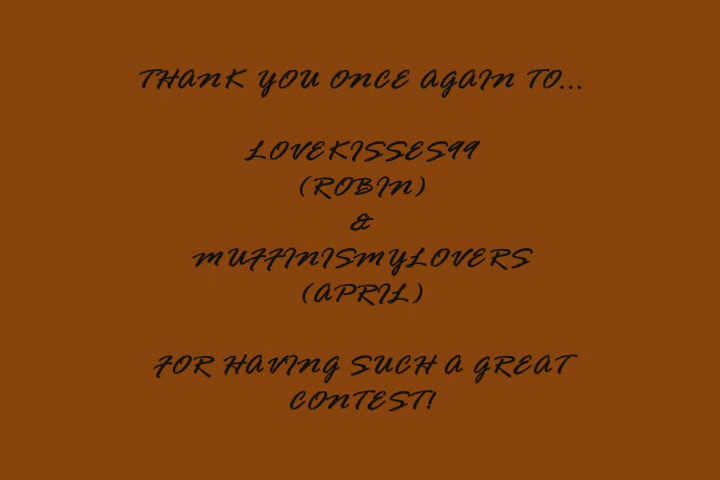 THANK YOU ONCE AGAIN TO...
LOVEKISSES99
(ROBIN)
&
MUFFINISMYLOVERS
(APRIL)
FOR HAVING SUCH A GREAT
CONTEST!